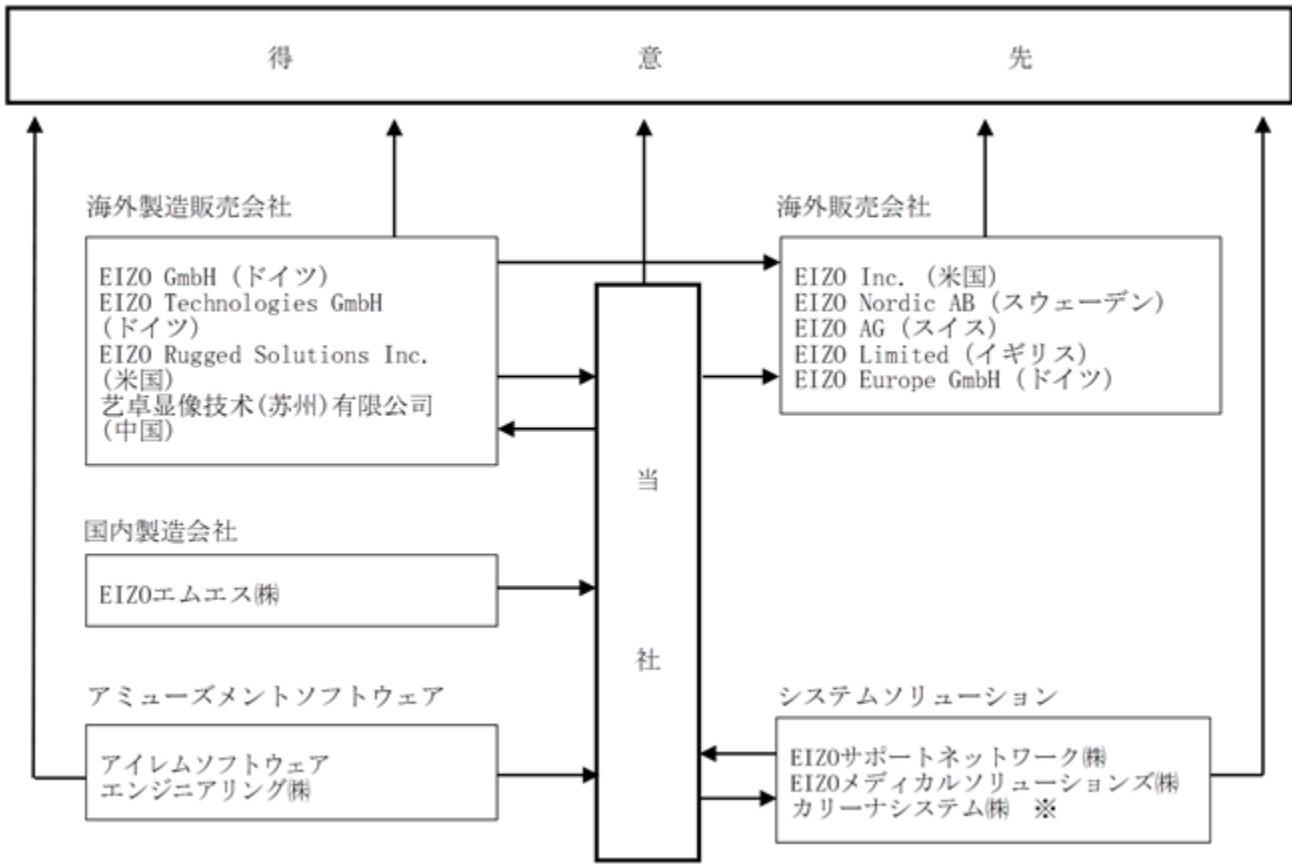 得 意 先
海外製造販売会社
EIZO GmbH (ドイツ)
EIZO Technologies GmbH
(ドイツ)
EIZO Rugged Solutions Inc.
(米国)
艺卓显像技术(苏州)有限公司
(中国)
海外販売会社
EIZO Inc. (米国)
EIZO Nordic AB (スウェーデン)
EIZO AG (スイス)
EIZO Limited (イギリス)
EIZO Europe GmbH (ドイツ)
当
社
国内製造会社
EIZOエムエス㈱
アミューズメントソフトウェア
アイレムソフトウェア
エンジニアリング㈱
システムソリューション
EIZOサポートネットワーク㈱
EIZOメディカルソリューションズ㈱
カリーナシステム㈱ ※